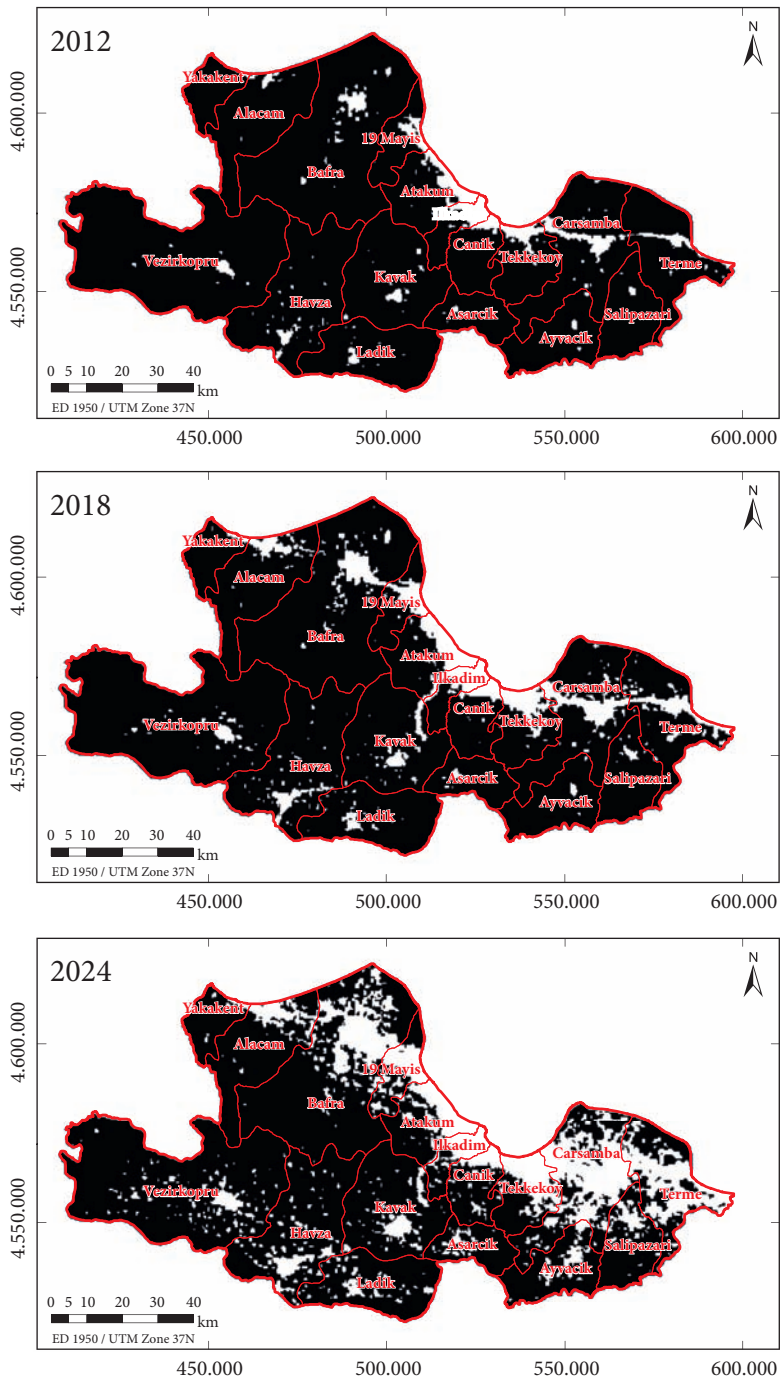 2012
N
4.600.000
4.550.000
Yakakent
Alacam
19 Mayis
Bafra
Atakum
Carsamba
Canik
Vezirkopru
Tekkekoy
Terme
Kavak
Havza
Salipazari
Asarcik
Ayvacik
Ladik
0 5 10 20 30 40
km
ED 1950 / UTM Zone 37N
450.000 500.000 550.000 600.000
2018
N
4.600.000
4.550.000
Yakakent
Alacam
19 Mayis
Bafra
Atakum
Ilkadim
Carsamba
Canik
Vezirkopru
Tekkekoy
Terme
Kavak
Havza
Asarcik
Salipazari
Ayvacik
Ladik
0 5 10 20 30 40
km
ED 1950 / UTM Zone 37N
450.000 500.000 550.000 600.000
2024
N
4.600.000
4.550.000
Yakakent
Alacam
19 Mayis
Bafra
Atakum
Ilkadim
Carsamba
Canik
Vezirkopru
Tekkekoy
Terme
Kavak
Havza
Asarcik
Salipazari
Ayvacik
Ladik
0 5 10 20 30 40
km
ED 1950 / UTM Zone 37N
450.000 500.000 550.000 600.000